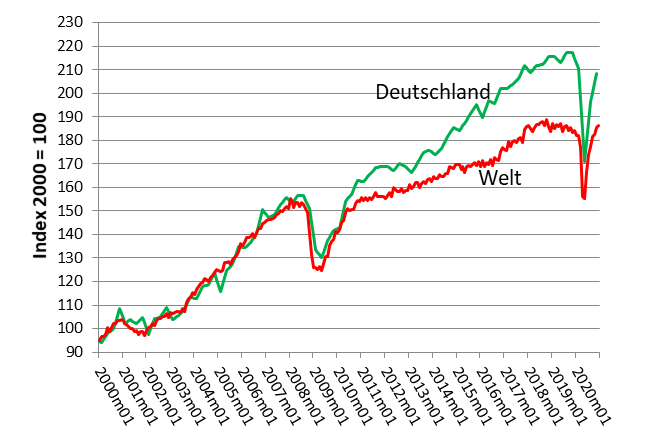 Index 2000 = 100
230
220
210
200
190
180
170
160
150
140
130
120
110
100
90
Deutschland
Welt
2000m01
2001m01
2002m01
2003m01
2004m01
2005m01
2006m01
2007m01
2008m01
2009m01
2010m01
2011m01
2012m01
2013m01
2014m01
2015m01
2016m01
2017m01
2018m01
2019m01
2020m01